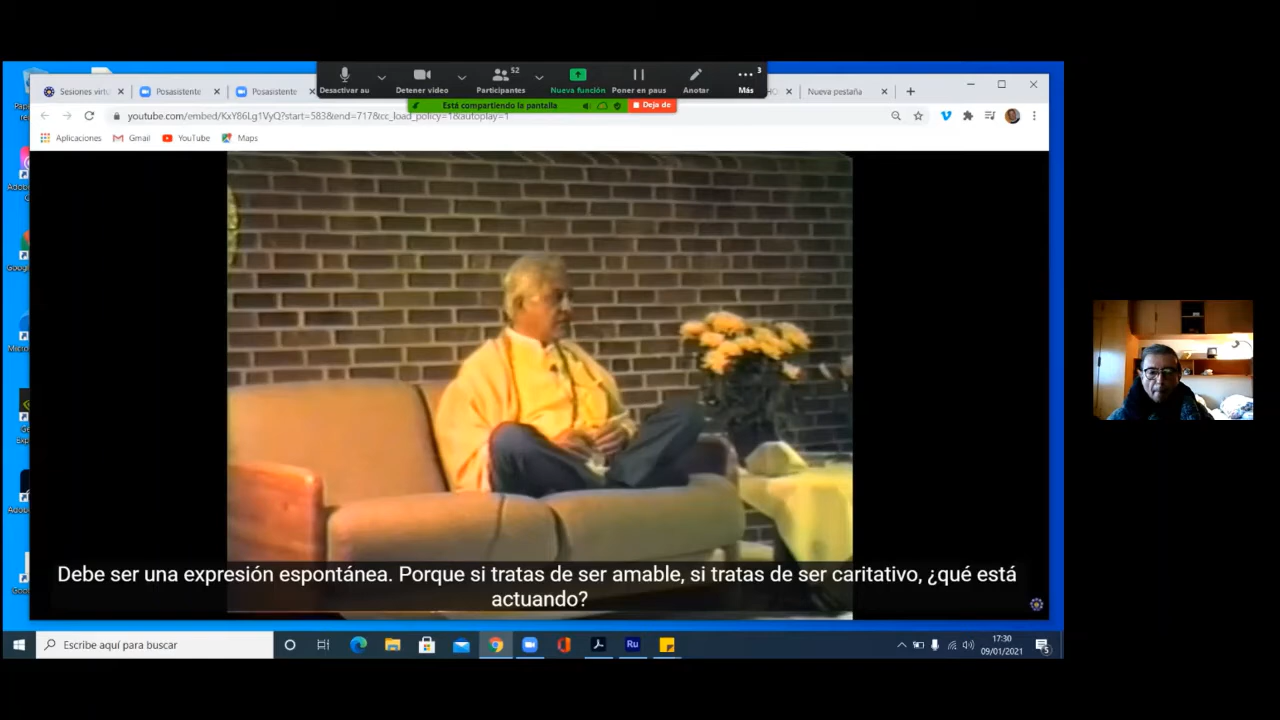 52
3
Desactivar au
Detener video
Participantes
Nueva función
Poner en paus
Anotar
Más
Está compartiendo la pantalla
Deja de
Sesiones virtu
Posasistente
Posasistente
Nueva pestaña
youtube.com/embed/KxY86Lg1VyQ?start=583&end=717&cc_load_policy=1&autoplay=1
Aplicaciones
Gmail
YouTube
Maps
Debe ser una expresión espontánea. Porque si tratas de ser amable, si tratas de ser caritativo, ¿qué está
actuando?
Escribe aquí para buscar
Ru
17:30
09/01/2021
5